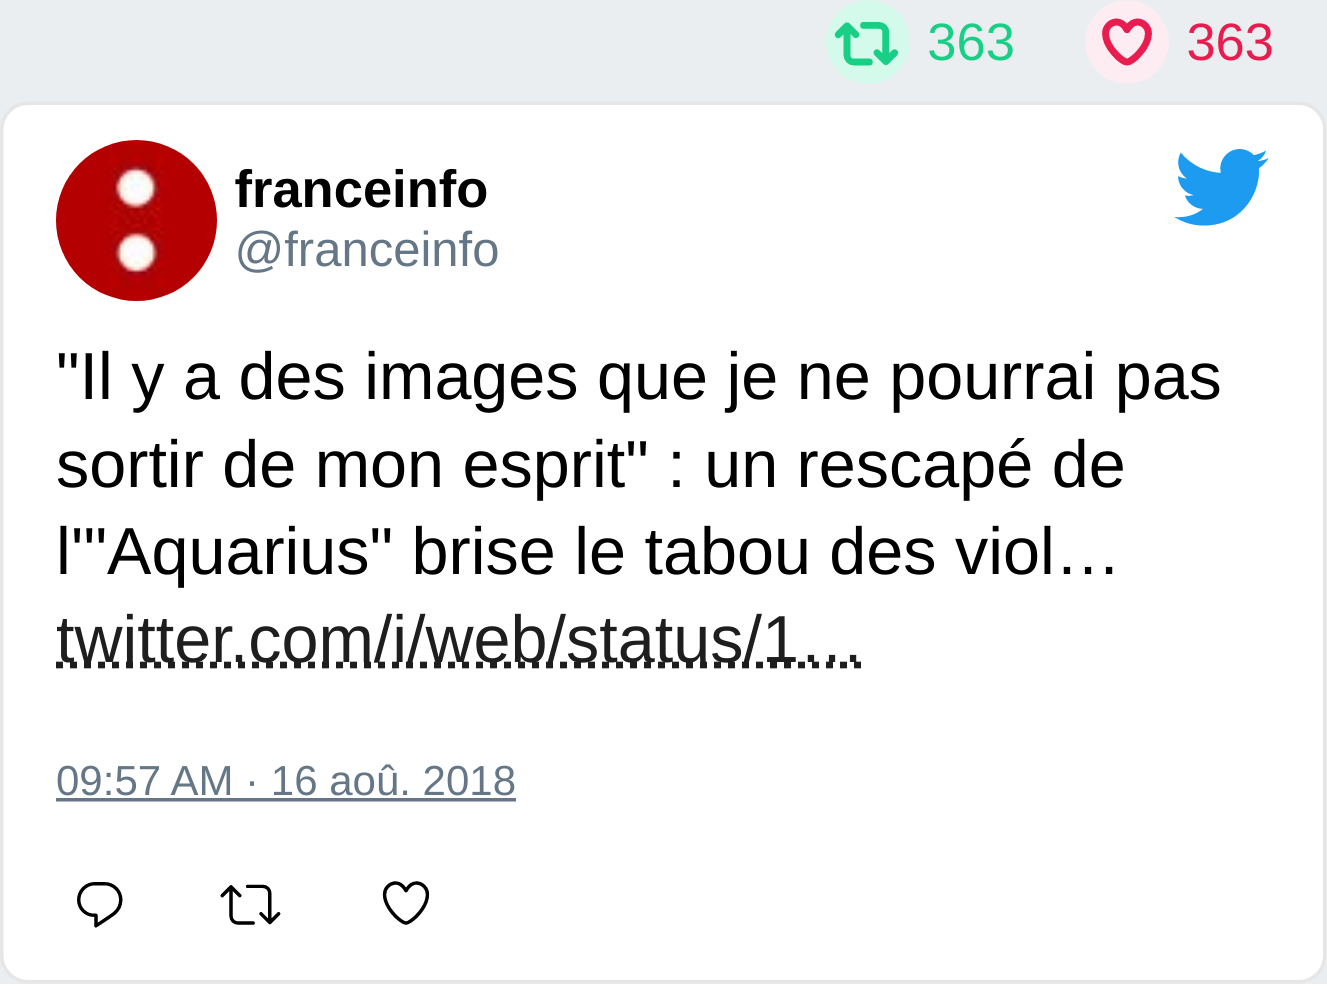 363 363
franceinfo
@franceinfo
"Il y a des images que je ne pourrai pas
sortir de mon esprit" : un rescapé de
l'"Aquarius" brise le tabou des viol…
twitter.com/i/web/status/1…
09:57 AM · 16 aoû. 2018